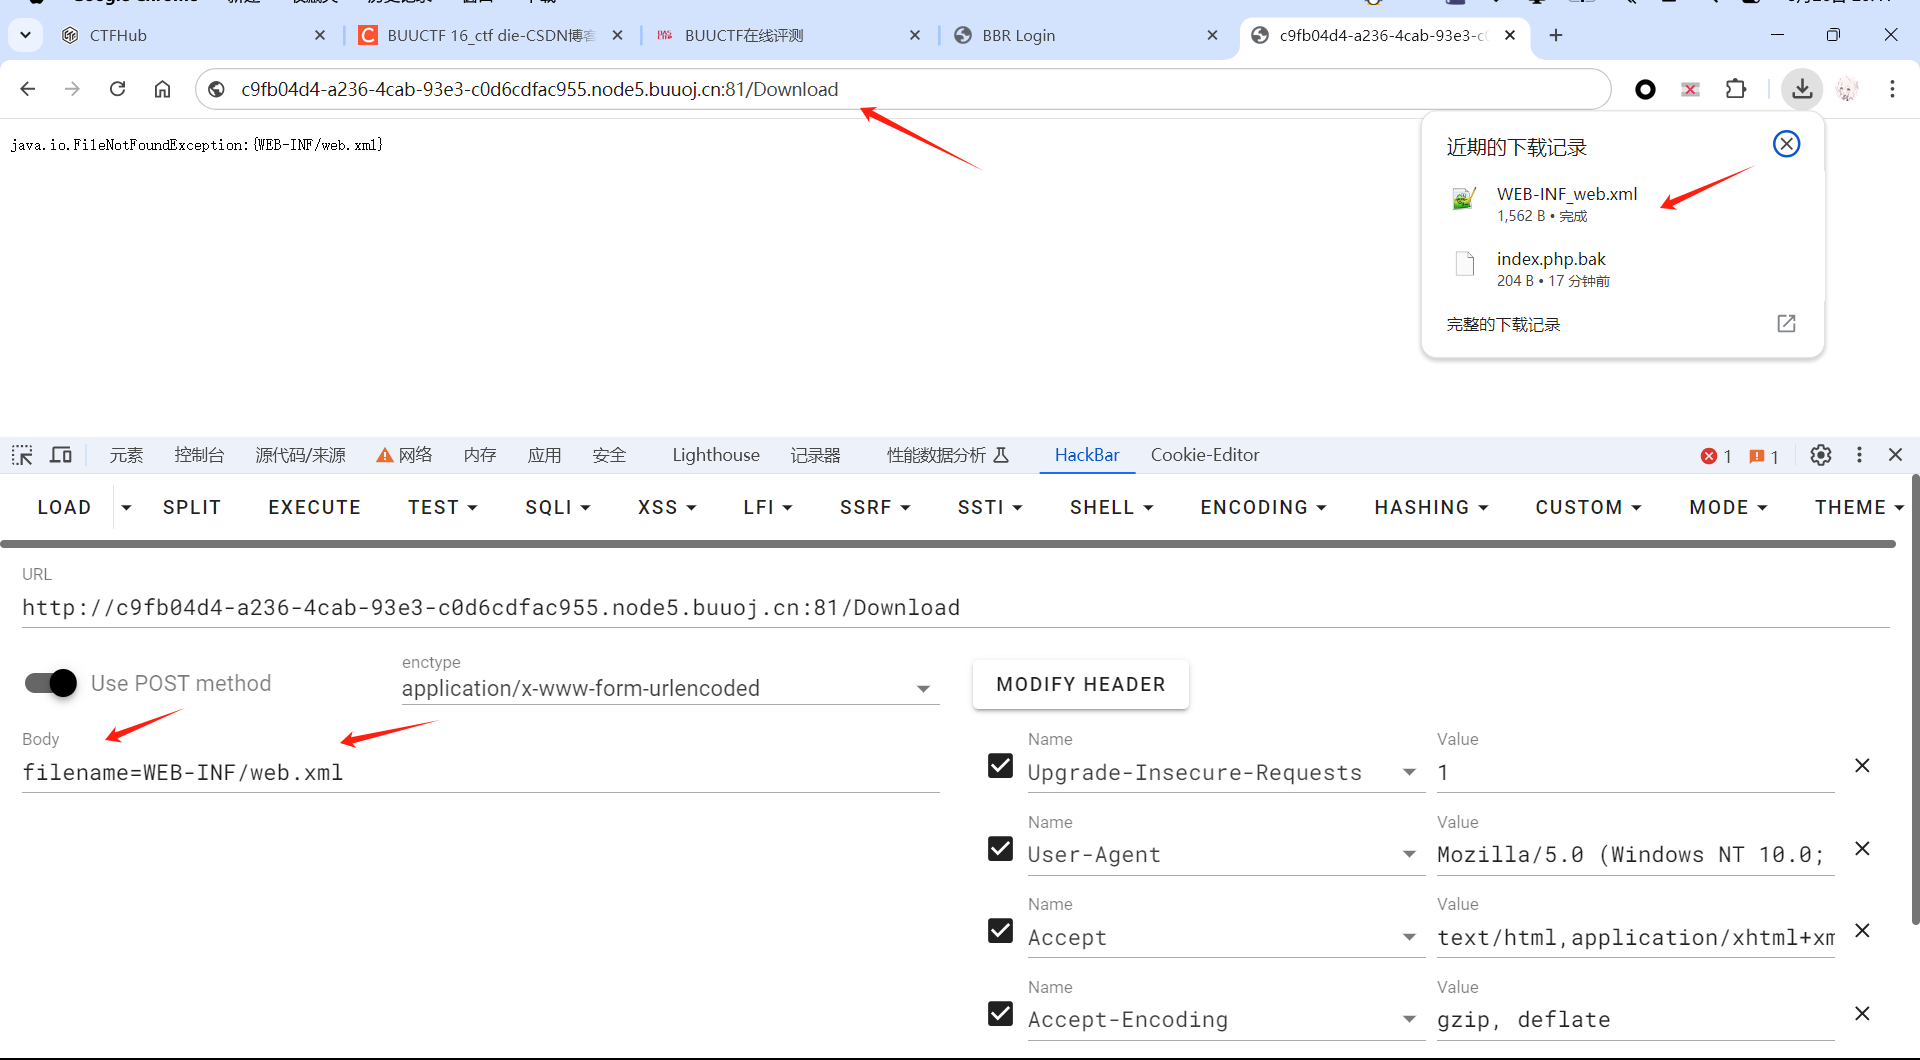 Google Chrome
CTFHub
BUUCTF 16_ctf die-CSDN博客
BUUCTF在线评测
BBR Login
c9fb04d4-a236-4cab-93e3-c0
c9fb04d4-a236-4cab-93e3-c0d6cdfac955.node5.buuoj.cn:81/Download
java.io.FileNotFoundException:{WEB-INF/web.xml}
近期的下载记录
WEB-INF_web.xml
1,562 B • 完成
index.php.bak
204 B • 17 分钟前
完整的下载记录
元素 控制台 源代码/来源 网络 内存 应用 安全 Lighthouse 记录器 性能数据分析 HackBar Cookie-Editor 1 1
LOAD SPLIT EXECUTE TEST SQLI XSS LFI SSRF SSTI SHELL ENCODING HASHING CUSTOM MODE THEME
URL
http://c9fb04d4-a236-4cab-93e3-c0d6cdfac955.node5.buuoj.cn:81/Download
Use POST method
enctype
application/x-www-form-urlencoded
MODIFY HEADER
Body
filename=WEB-INF/web.xml
Name Value
Upgrade-Insecure-Requests 1
Name Value
User-Agent Mozilla/5.0 (Windows NT 10.0;
Name Value
Accept text/html,application/xhtml+xm
Name Value
Accept-Encoding gzip, deflate